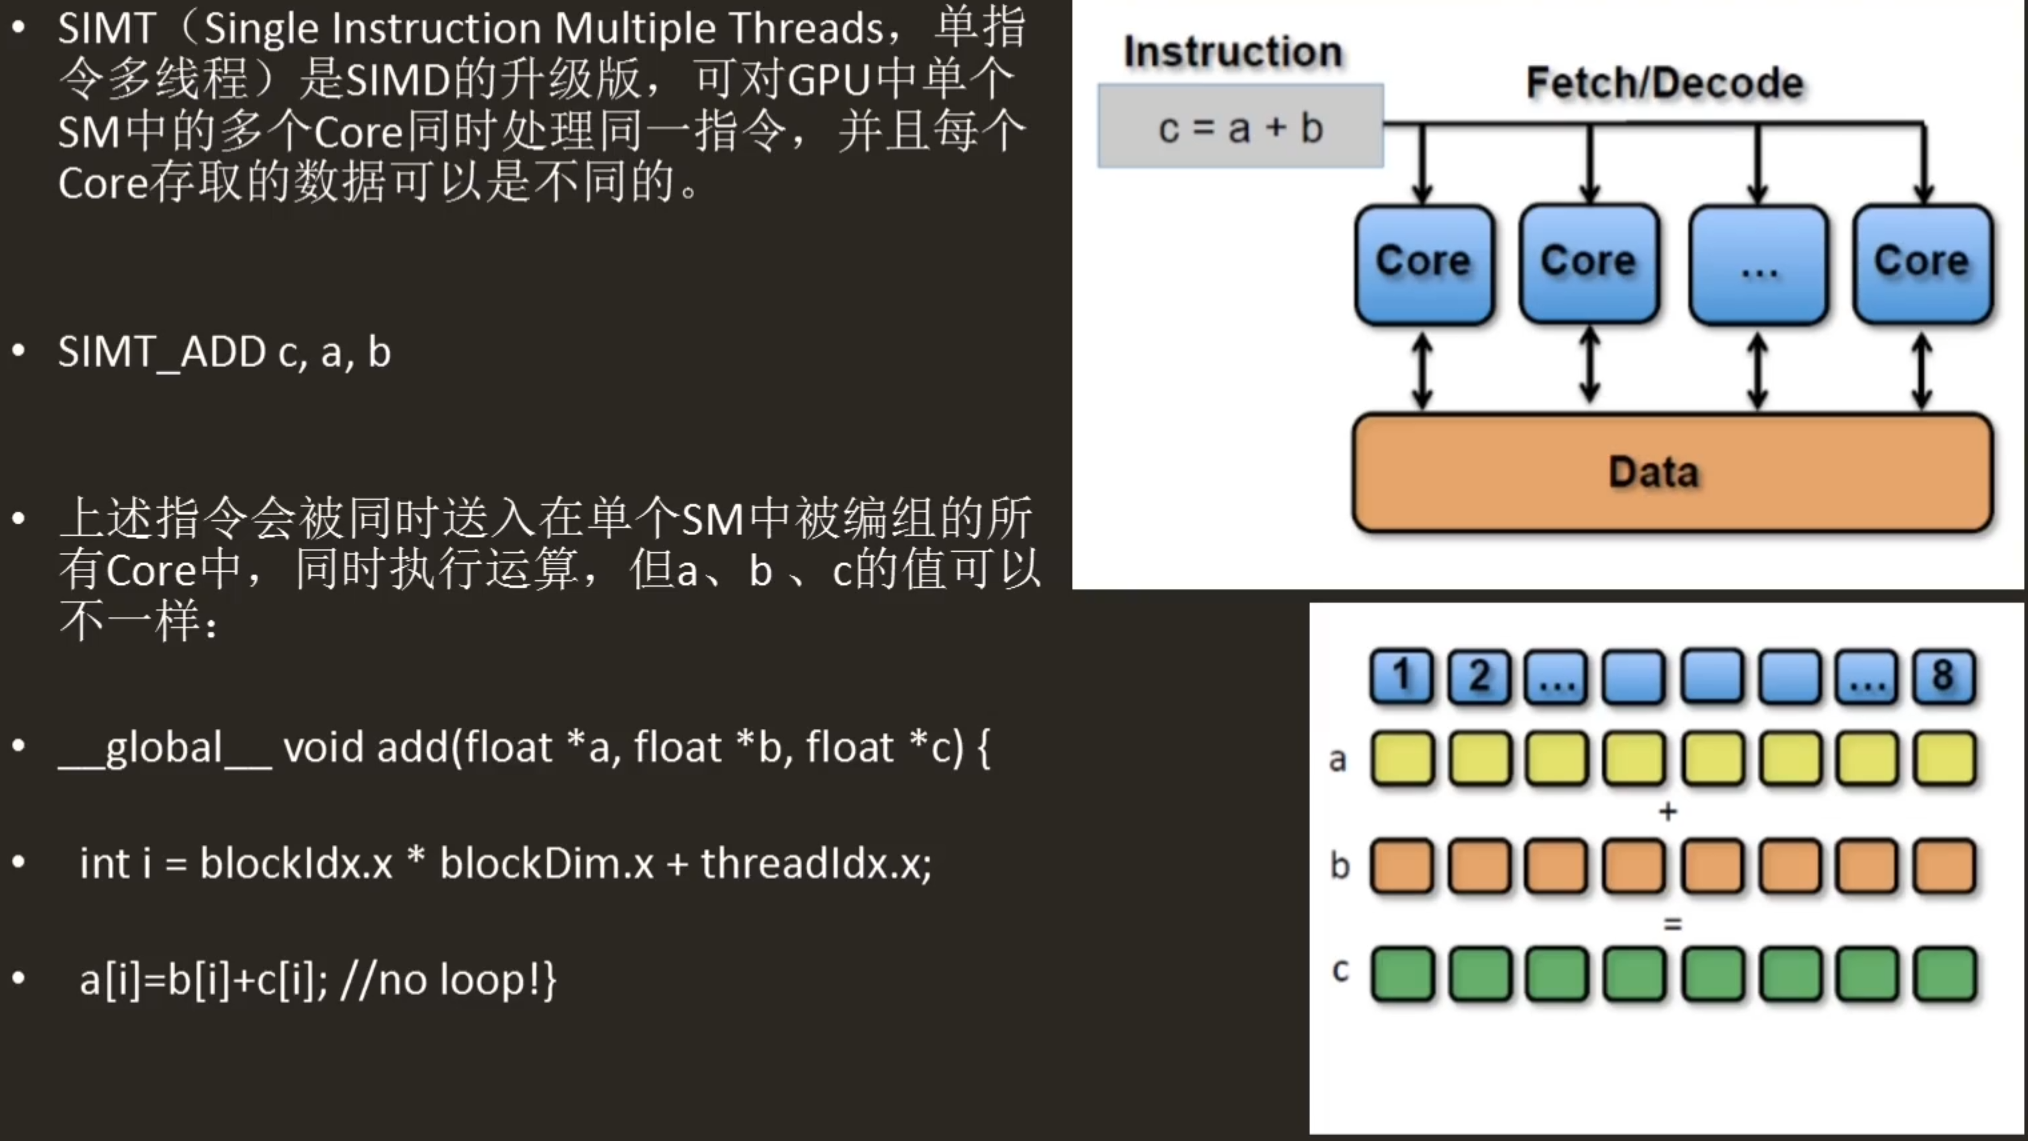 • SIMT（Single Instruction Multiple Threads，单指
令多线程）是SIMD的升级版，可对GPU中单个
SM中的多个Core同时处理同一指令，并且每个
Core存取的数据可以是不同的。
• SIMT_ADD c, a, b
• 上述指令会被同时送入在单个SM中被编组的所
有Core中，同时执行运算，但a、b 、c的值可以
不一样：
• __global__ void add(float *a, float *b, float *c) {
• int i = blockIdx.x * blockDim.x + threadIdx.x;
• a[i]=b[i]+c[i]; //no loop!}
Instruction
c = a + b
Fetch/Decode
Core Core ... Core
Data
1 2 ... ... 8
a
+
b
=
c